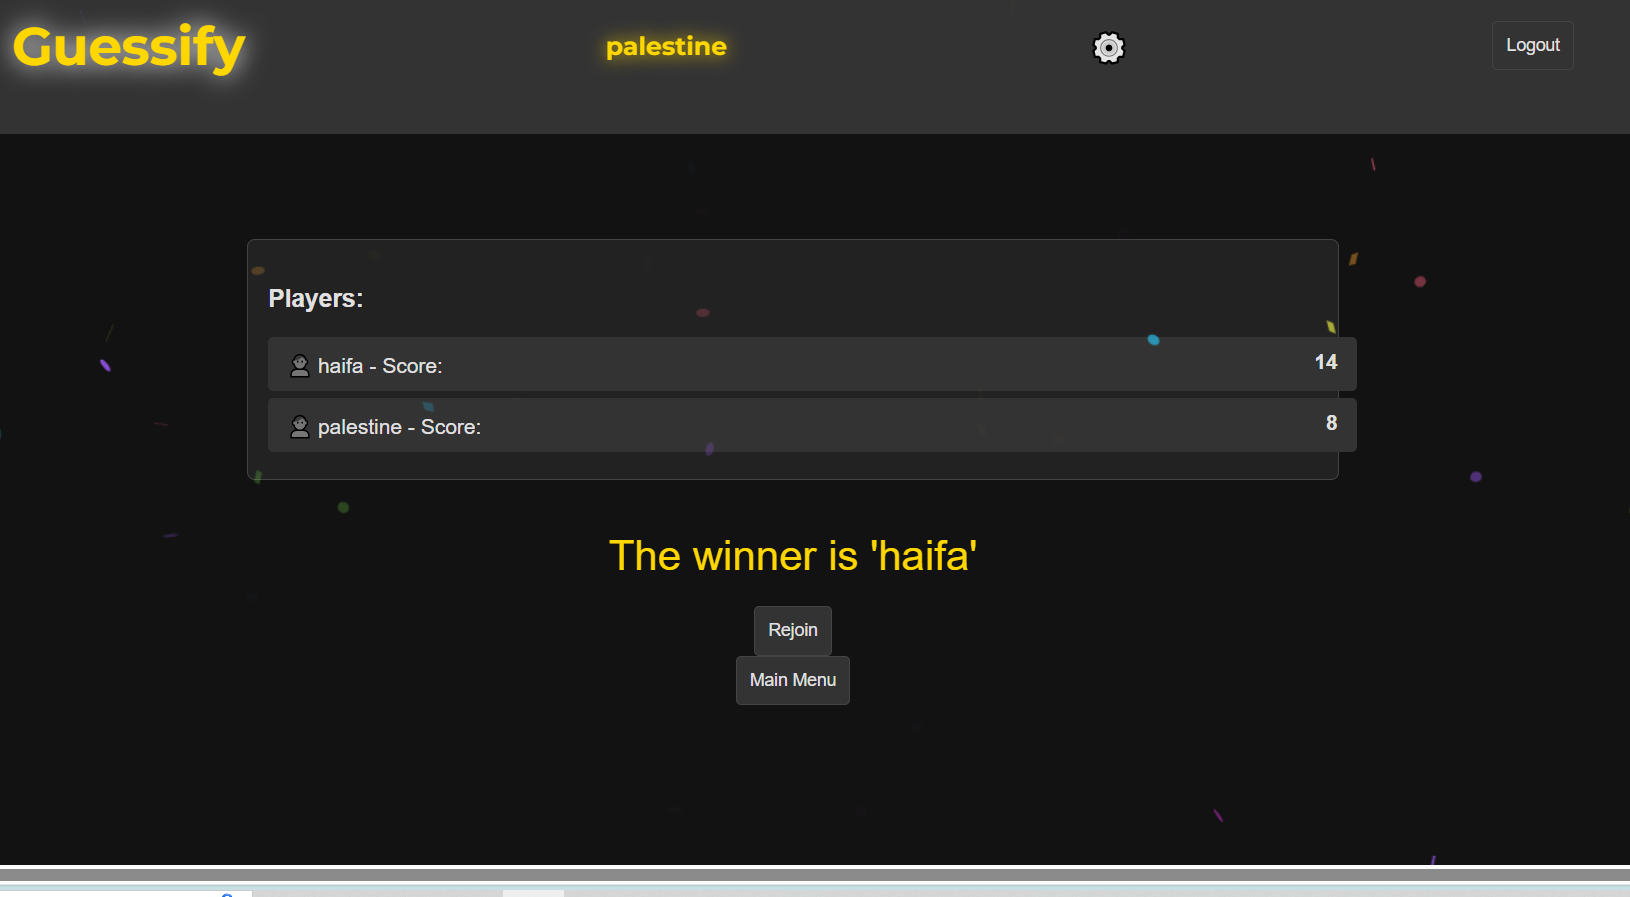 Guessify
palestine
Logout
Players:
haifa - Score: 14
palestine - Score: 8
The winner is 'haifa'
Rejoin
Main Menu